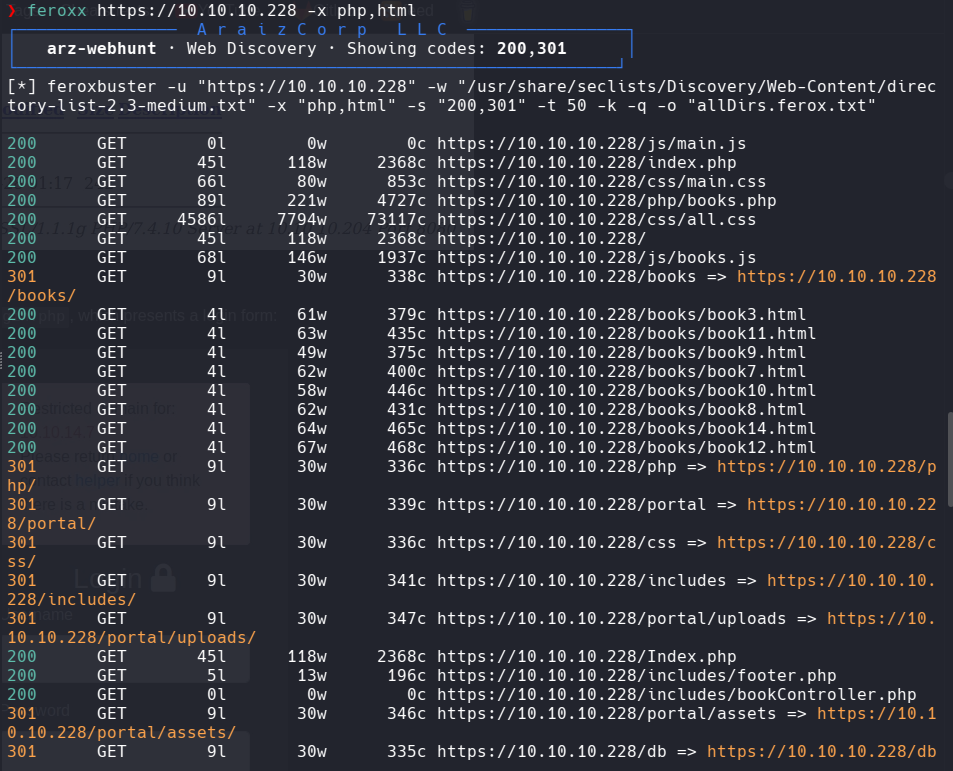 ❯ feroxx https://10.10.10.228 -x php,html
A r a i z C o r p   L L C
arz-webhunt · Web Discovery · Showing codes: 200,301
[*] feroxbuster -u "https://10.10.10.228" -w "/usr/share/seclists/Discovery/Web-Content/direc
tory-list-2.3-medium.txt" -x "php,html" -s "200,301" -t 50 -k -q -o "allDirs.ferox.txt"
200      GET        0l        0w        0c https://10.10.10.228/js/main.js
200      GET       45l      118w     2368c https://10.10.10.228/index.php
200      GET       66l       80w      853c https://10.10.10.228/css/main.css
200      GET       89l      221w     4727c https://10.10.10.228/php/books.php
200      GET     4586l     7794w    73117c https://10.10.10.228/css/all.css
200      GET       45l      118w     2368c https://10.10.10.228/
200      GET       68l      146w     1937c https://10.10.10.228/js/books.js
301      GET        9l       30w      338c https://10.10.10.228/books => https://10.10.10.228
/books/
200      GET        4l       61w      379c https://10.10.10.228/books/book3.html
200      GET        4l       63w      435c https://10.10.10.228/books/book11.html
200      GET        4l       49w      375c https://10.10.10.228/books/book9.html
200      GET        4l       62w      400c https://10.10.10.228/books/book7.html
200      GET        4l       58w      446c https://10.10.10.228/books/book10.html
200      GET        4l       62w      431c https://10.10.10.228/books/book8.html
200      GET        4l       64w      465c https://10.10.10.228/books/book14.html
200      GET        4l       67w      468c https://10.10.10.228/books/book12.html
301      GET        9l       30w      336c https://10.10.10.228/php => https://10.10.10.228/p
hp/
301      GET        9l       30w      339c https://10.10.10.228/portal => https://10.10.10.22
8/portal/
301      GET        9l       30w      336c https://10.10.10.228/css => https://10.10.10.228/c
ss/
301      GET        9l       30w      341c https://10.10.10.228/includes => https://10.10.10.
228/includes/
301      GET        9l       30w      347c https://10.10.10.228/portal/uploads => https://10.
10.10.228/portal/uploads/
200      GET       45l      118w     2368c https://10.10.10.228/Index.php
200      GET        5l       13w      196c https://10.10.10.228/includes/footer.php
200      GET        0l        0w        0c https://10.10.10.228/includes/bookController.php
301      GET        9l       30w      346c https://10.10.10.228/portal/assets => https://10.1
0.10.228/portal/assets/
301      GET        9l       30w      335c https://10.10.10.228/db => https://10.10.10.228/db